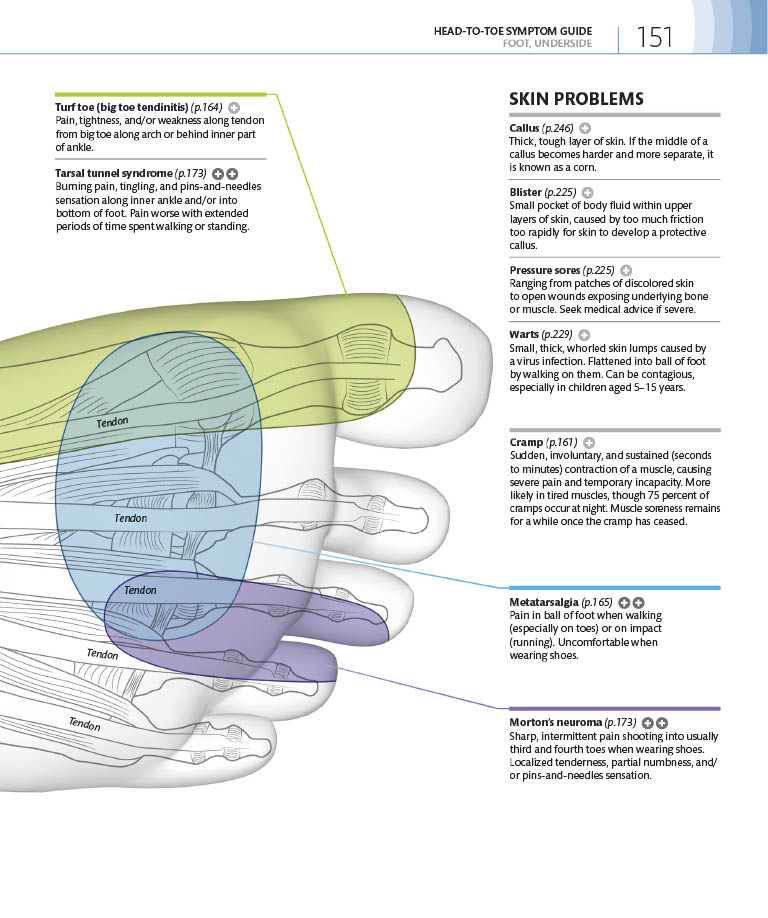 HEAD-TO-TOE SYMPTOM GUIDE
FOOT, UNDERSIDE
151
Turf toe (big toe tendinitis) (p.164)
Pain, tightness, and/or weakness along tendon
from big toe along arch or behind inner part
of ankle.
Tarsal tunnel syndrome (p.173)
Burning pain, tingling, and pins-and-needles
sensation along inner ankle and/or into
bottom of foot. Pain worse with extended
periods of time spent walking or standing.
Tendon
Tendon
Tendon
Tendon
Tendon
SKIN PROBLEMS
Callus (p.246)
Thick, tough layer of skin. If the middle of a
callus becomes harder and more separate, it
is known as a corn.
Blister (p.225)
Small pocket of body fluid within upper
layers of skin, caused by too much friction
too rapidly for skin to develop a protective
callus.
Pressure sores (p.225)
Ranging from patches of discolored skin
to open wounds exposing underlying bone
or muscle. Seek medical advice if severe.
Warts (p.229)
Small, thick, whorled skin lumps caused by
a virus infection. Flattened into ball of foot
by walking on them. Can be contagious,
especially in children aged 5–15 years.
Cramp (p.161)
Sudden, involuntary, and sustained (seconds
to minutes) contraction of a muscle, causing
severe pain and temporary incapacity. More
likely in tired muscles, though 75 percent of
cramps occur at night. Muscle soreness remains
for a while once the cramp has ceased.
Metatarsalgia (p.165)
Pain in ball of foot when walking
(especially on toes) or on impact
(running). Uncomfortable when
wearing shoes.
Morton's neuroma (p.173)
Sharp, intermittent pain shooting into usually
third and fourth toes when wearing shoes.
Localized tenderness, partial numbness, and/
or pins-and-needles sensation.